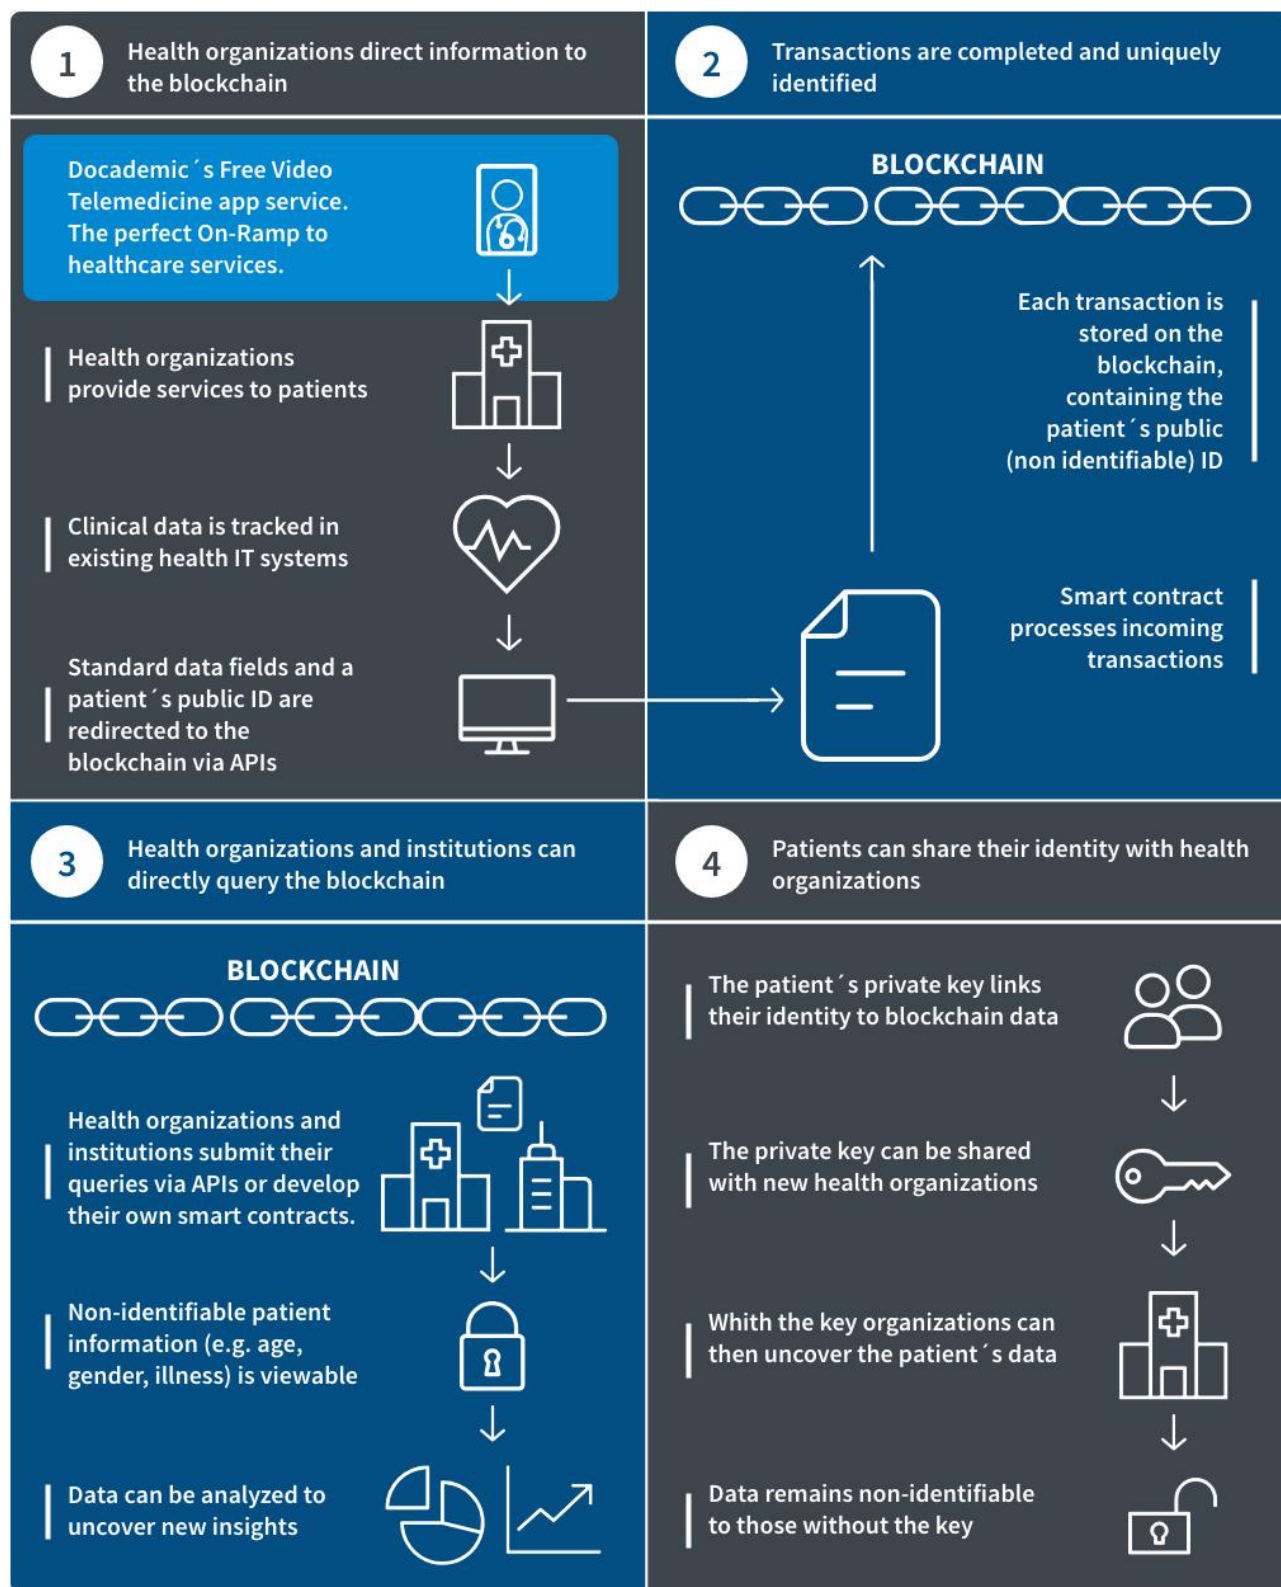 1
Health organizations direct information to
the blockchain
Docademic´s Free Video
Telemedicine app service.
The perfect On-Ramp to
healthcare services.
Health organizations
provide services to patients
Clinical data is tracked in
existing health IT systems
Standard data fields and a
patient´s public ID are
redirected to the
blockchain via APIs
2
Transactions are completed and uniquely
identified
BLOCKCHAIN
Each transaction is
stored on the
blockchain,
containing the
patient´s public
(non identifiable) ID
Smart contract
processes incoming
transactions
3
Health organizations and institutions can
directly query the blockchain
BLOCKCHAIN
Health organizations and
institutions submit their
queries via APIs or develop
their own smart contracts.
Non-identifiable patient
information (e.g. age,
gender, illness) is viewable
Data can be analyzed to
uncover new insights
4
Patients can share their identity with health
organizations
The patient´s private key links
their identity to blockchain data
The private key can be shared
with new health organizations
Whith the key organizations can
then uncover the patient´s data
Data remains non-identifiable
to those without the key